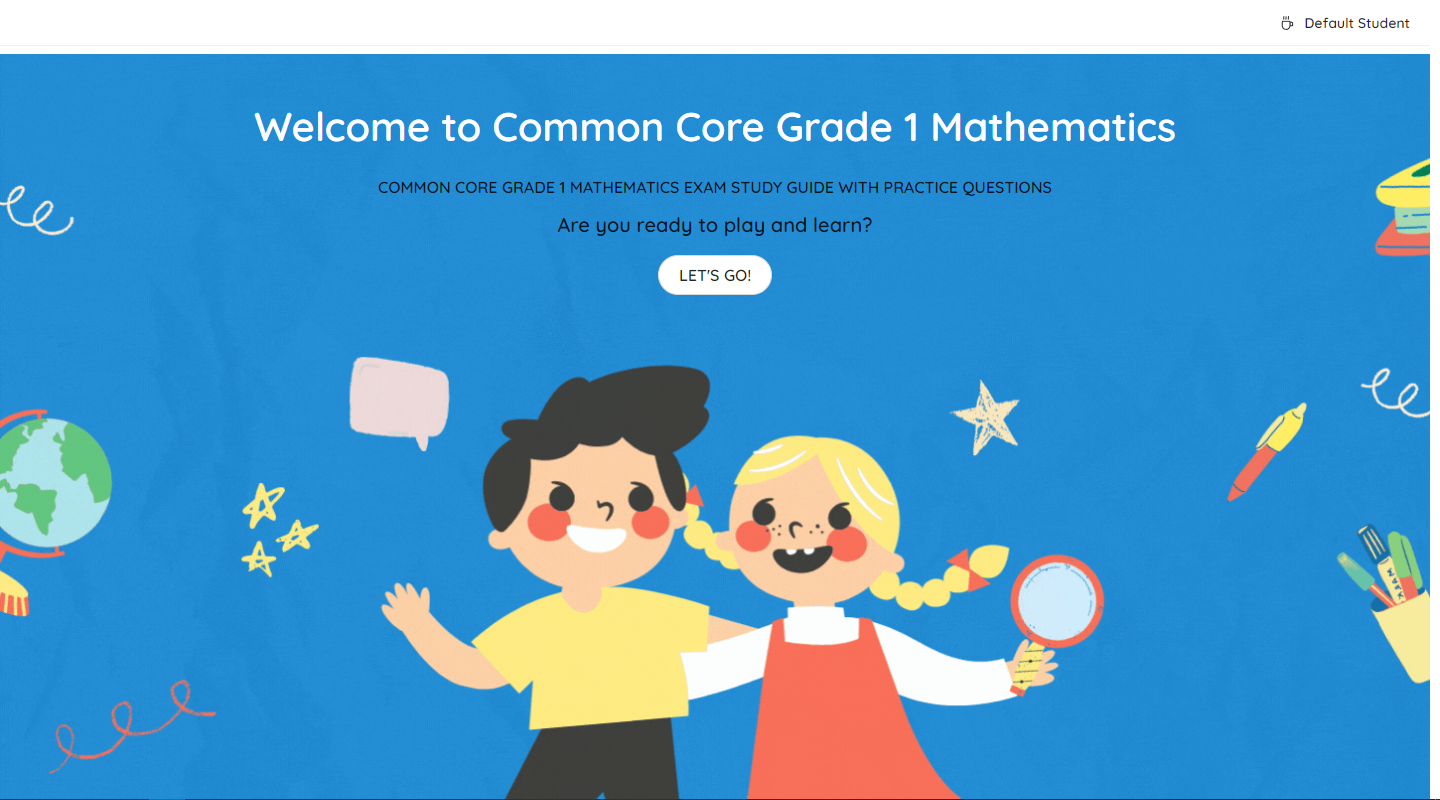 Default Student
Welcome to Common Core Grade 1 Mathematics
COMMON CORE GRADE 1 MATHEMATICS EXAM STUDY GUIDE WITH PRACTICE QUESTIONS
Are you ready to play and learn?
LET'S GO!